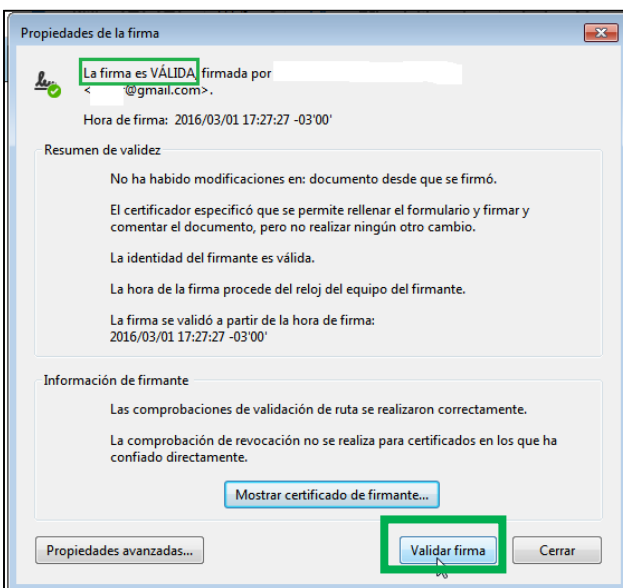 Propiedades de la firma
La firma es VÁLIDA, firmada por
< @gmail.com>.
Hora de firma: 2016/03/01 17:27:27 -03'00'
Resumen de validez
No ha habido modificaciones en: documento desde que se firmó.
El certificador especificó que se permite rellenar el formulario y firmar y
comentar el documento, pero no realizar ningún otro cambio.
La identidad del firmante es válida.
La hora de la firma procede del reloj del equipo del firmante.
La firma se validó a partir de la hora de firma:
2016/03/01 17:27:27 -03'00'
Información de firmante
Las comprobaciones de validación de ruta se realizaron correctamente.
La comprobación de revocación no se realiza para certificados en los que ha
confiado directamente.
Mostrar certificado de firmante...
Propiedades avanzadas... Validar firma Cerrar